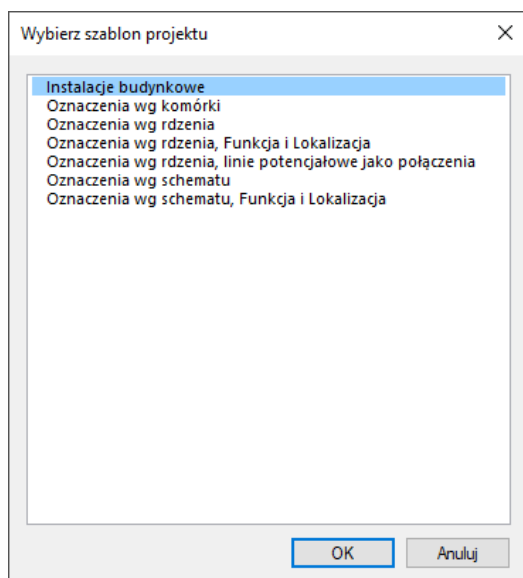 Wybierz szablon projektu
Instalacje budynkowe
Oznaczenia wg komórki
Oznaczenia wg rdzenia
Oznaczenia wg rdzenia, Funkcja i Lokalizacja
Oznaczenia wg rdzenia, linie potencjałowe jako połączenia
Oznaczenia wg schematu
Oznaczenia wg schematu, Funkcja i Lokalizacja
OK Anuluj